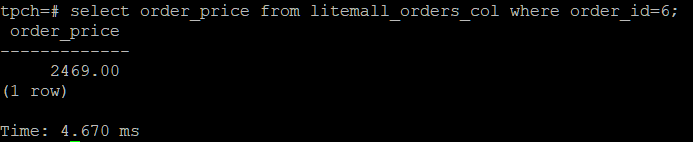 tpch=# select order_price from litemall_orders_col where order_id=6;
 order_price
-------------
     2469.00
(1 row)

Time: 4.670 ms